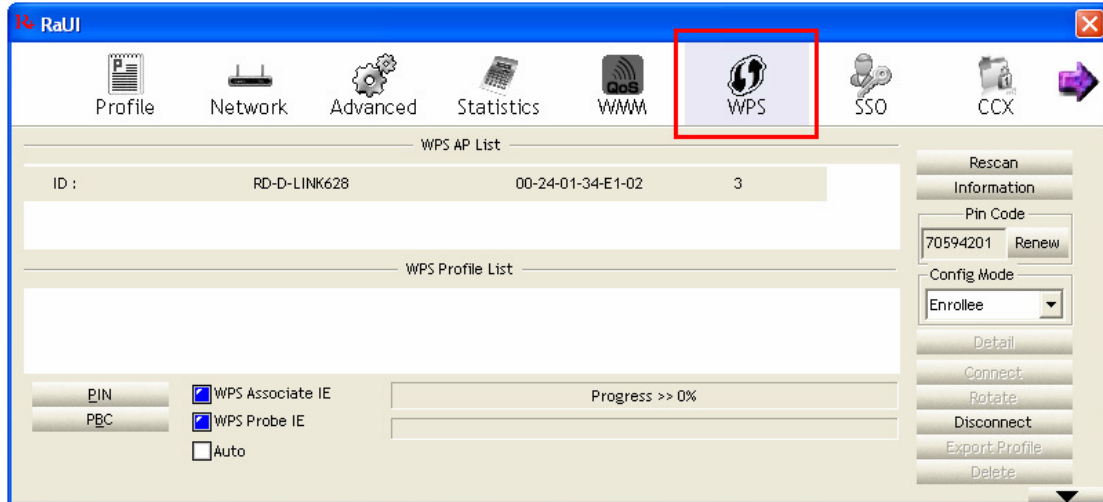 RaUI
Profile Network Advanced Statistics QoS WMM WPS SSO CCX
WPS AP List
ID : RD-D-LINK628 00-24-01-34-E1-02 3
WPS Profile List
Rescan
Information
Pin Code
70594201 Renew
Config Mode
Enrollee
Detail
Connect
Rotate
Disconnect
Export Profile
Delete
PIN
PBC
WPS Associate IE
WPS Probe IE
Auto
Progress >> 0%